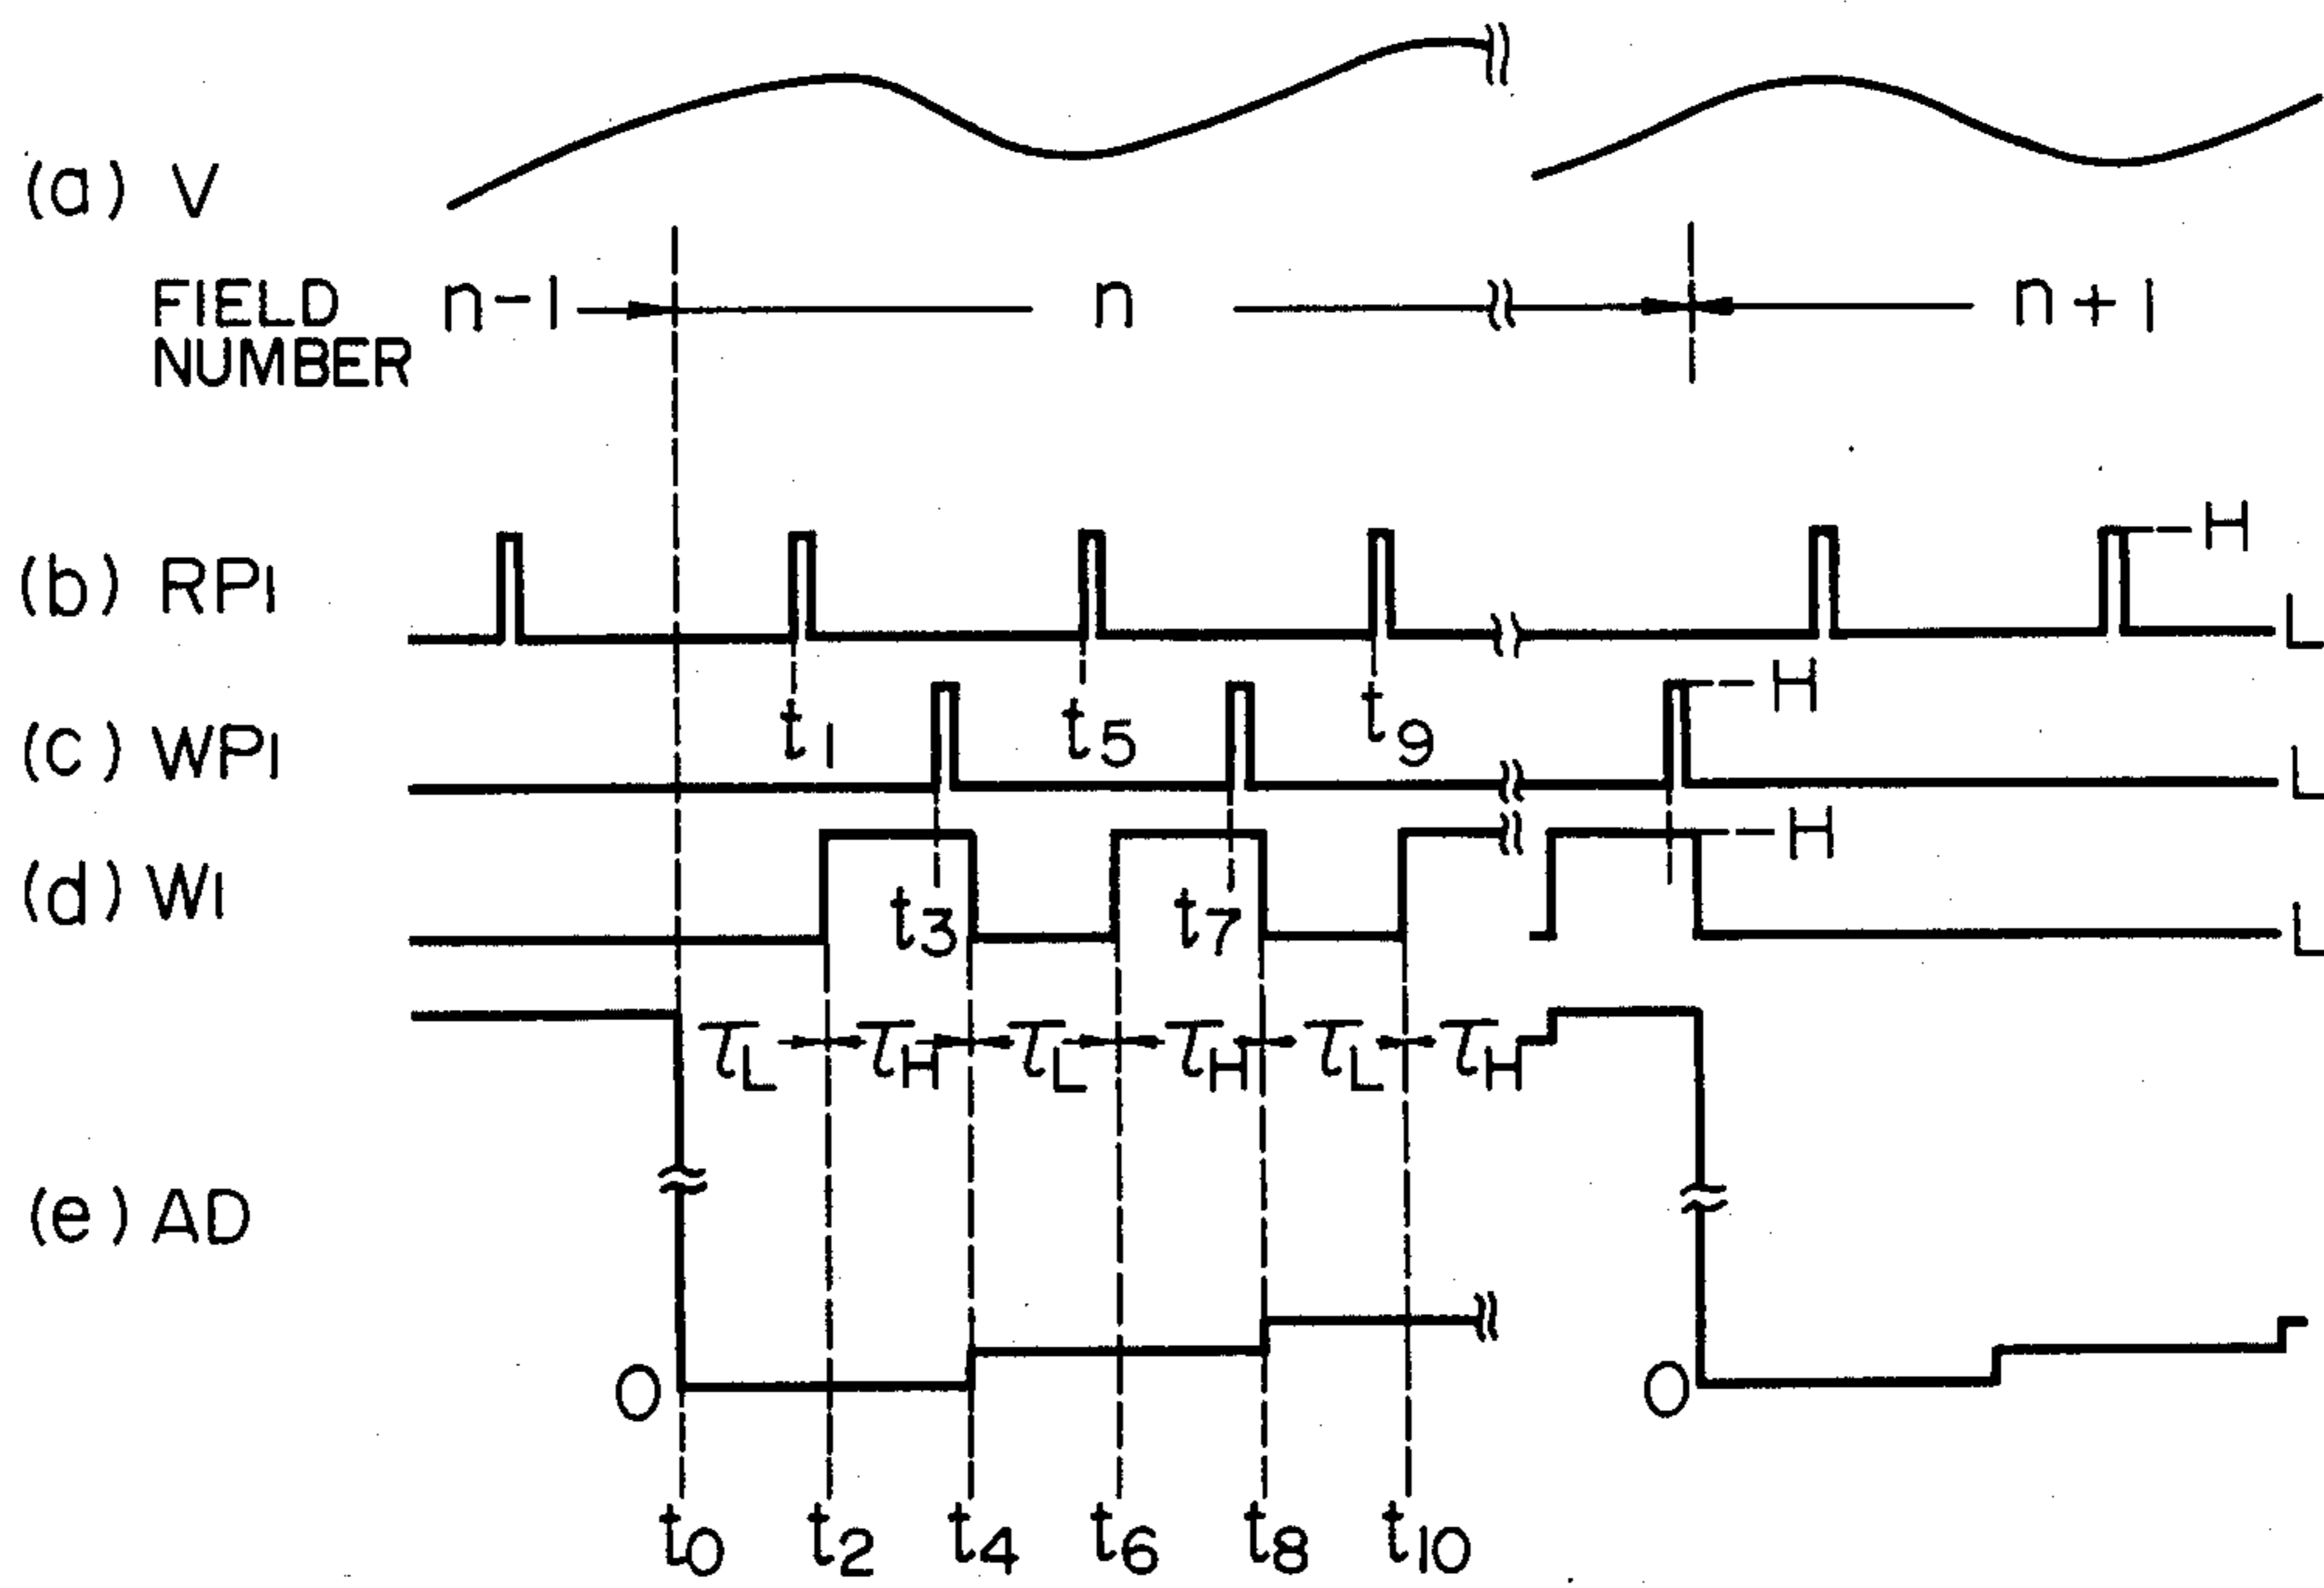 (a) V
FIELD NUMBER n-1 n n+1
(b) RP1 H L
t1 t5 t9
(c) WP1 H L
(d) W1 H L
t3 t7
τL τH τL τH τL τH
(e) AD
0 0
t0 t2 t4 t6 t8 t10